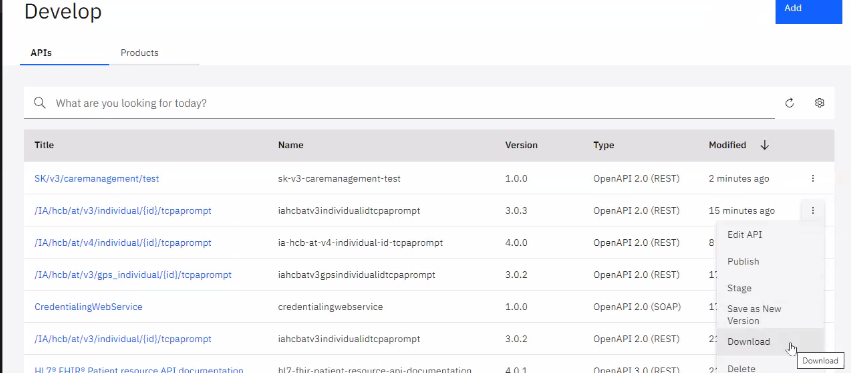 Develop
Add
APIs Products
What are you looking for today?
Title Name Version Type Modified
SK/v3/caremanagement/test sk-v3-caremanagement-test 1.0.0 OpenAPI 2.0 (REST) 2 minutes ago
/IA/hcb/at/v3/individual/{id}/tcpaprompt iahcbatv3individualidtcpaprompt 3.0.3 OpenAPI 2.0 (REST) 15 minutes ago
/IA/hcb/at/v4/individual/{id}/tcpaprompt ia-hcb-at-v4-individual-id-tcpaprompt 4.0.0 OpenAPI 2.0 (REST) 8
/IA/hcb/at/v3/gps_individual/{id}/tcpaprompt iahcbatv3gpsindividualidtcpaprompt 3.0.2 OpenAPI 2.0 (REST)
CredentialingWebService credentialingwebservice 1.0.0 OpenAPI 2.0 (SOAP)
/IA/hcb/at/v3/individual/{id}/tcpaprompt iahcbatv3individualidtcpaprompt 3.0.2 OpenAPI 2.0 (REST)
HL7® FHIR® Patient resource API documentation hl7-fhir-patient-resource-api-documentation 4.0.1 OpenAPI 3.0 (REST)
Edit API
Publish
Stage
Save as New
Version
Download
Download
Delete